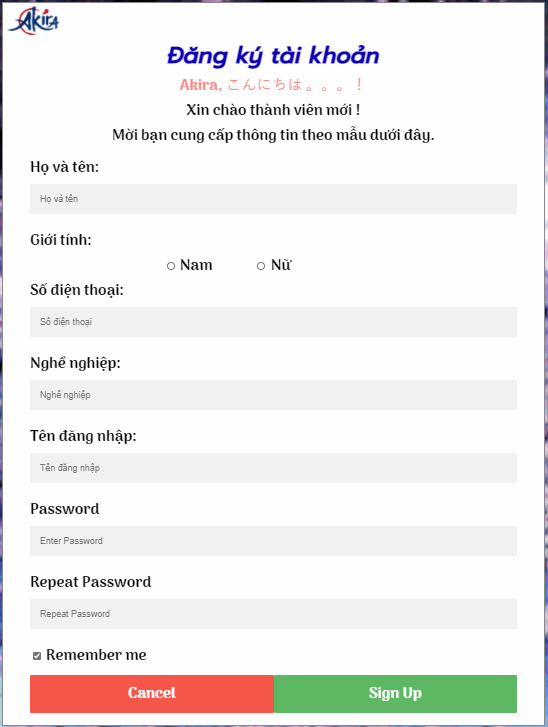 Akira
Đăng ký tài khoản
Akira, こんにちは 。。。！
Xin chào thành viên mới !
Mời bạn cung cấp thông tin theo mẫu dưới đây.
Họ và tên:
Họ và tên
Giới tính:
Nam Nữ
Số điện thoại:
Số điện thoại
Nghề nghiệp:
Nghề nghiệp
Tên đăng nhập:
Tên đăng nhập
Password
Enter Password
Repeat Password
Repeat Password
Remember me
Cancel Sign Up